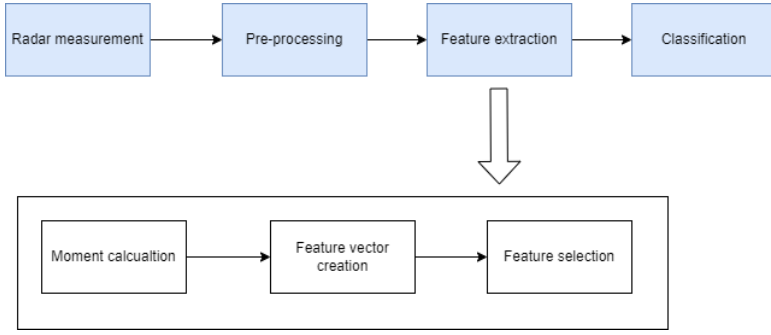 Radar measurement
Pre-processing
Feature extraction
Classification
Moment calcualtion
Feature vector
creation
Feature selection